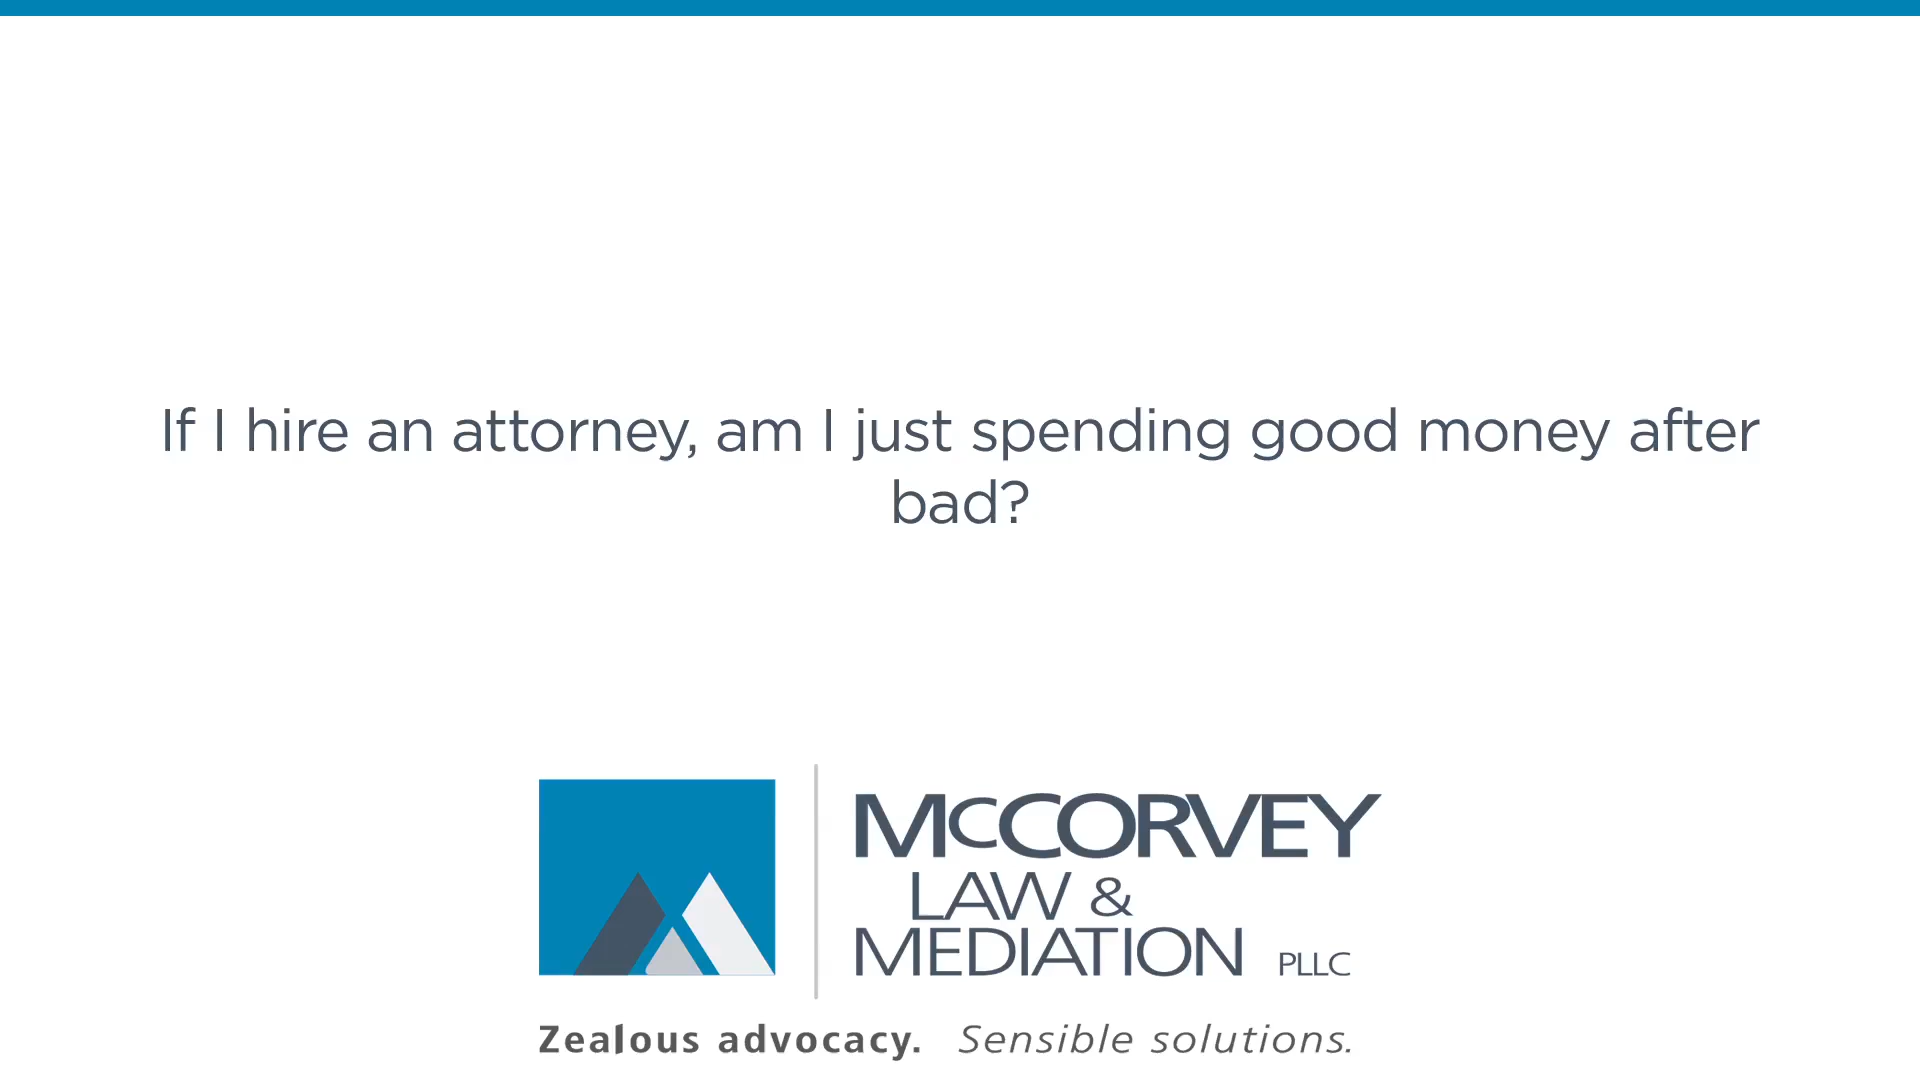 If I hire an attorney, am I just spending good money after
bad?
McCORVEY
LAW &
MEDIATION PLLC
Zealous advocacy. Sensible solutions.